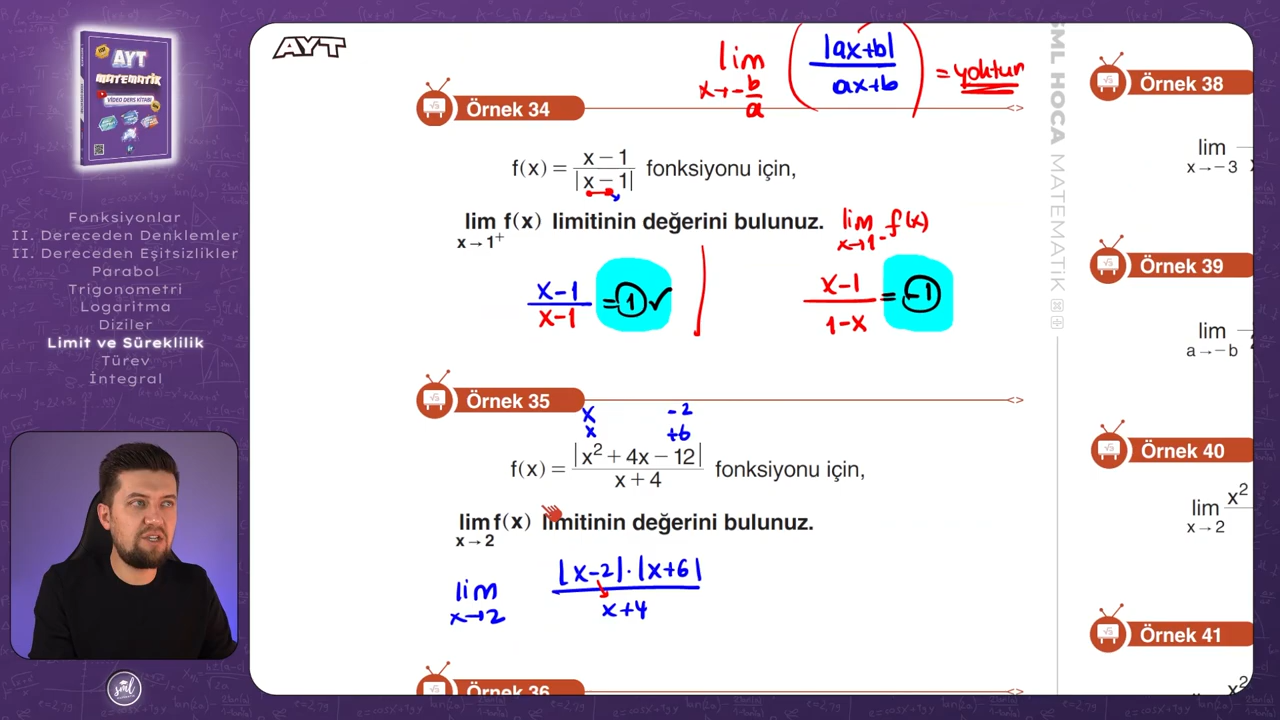 AYT
MATEMATİK
VİDEO DERS KİTABI
Fonksiyonlar
II. Dereceden Denklemler
II. Dereceden Eşitsizlikler
Parabol
Trigonometri
Logaritma
Diziler
Limit ve Süreklilik
Türev
İntegral
sml
AYT
lim x→-b/a (|ax+b| / ax+b) = yoktur
Örnek 34
f(x) = x − 1 / |x − 1| fonksiyonu için,
lim x→1⁺ f(x) limitinin değerini bulunuz.
lim x→1⁻ f(x)
x-1 / x-1 = 1 ✓
x-1 / 1-x = -1
Örnek 35
x -2
x +6
f(x) = |x² + 4x − 12| / x + 4 fonksiyonu için,
lim x→2 f(x) limitinin değerini bulunuz.
lim x→2 |x-2|·|x+6| / x+4
Örnek 36
SML HOCA MATEMATİK
Örnek 38
lim x→−3
Örnek 39
lim a→−b
Örnek 40
lim x→2 x²
Örnek 41